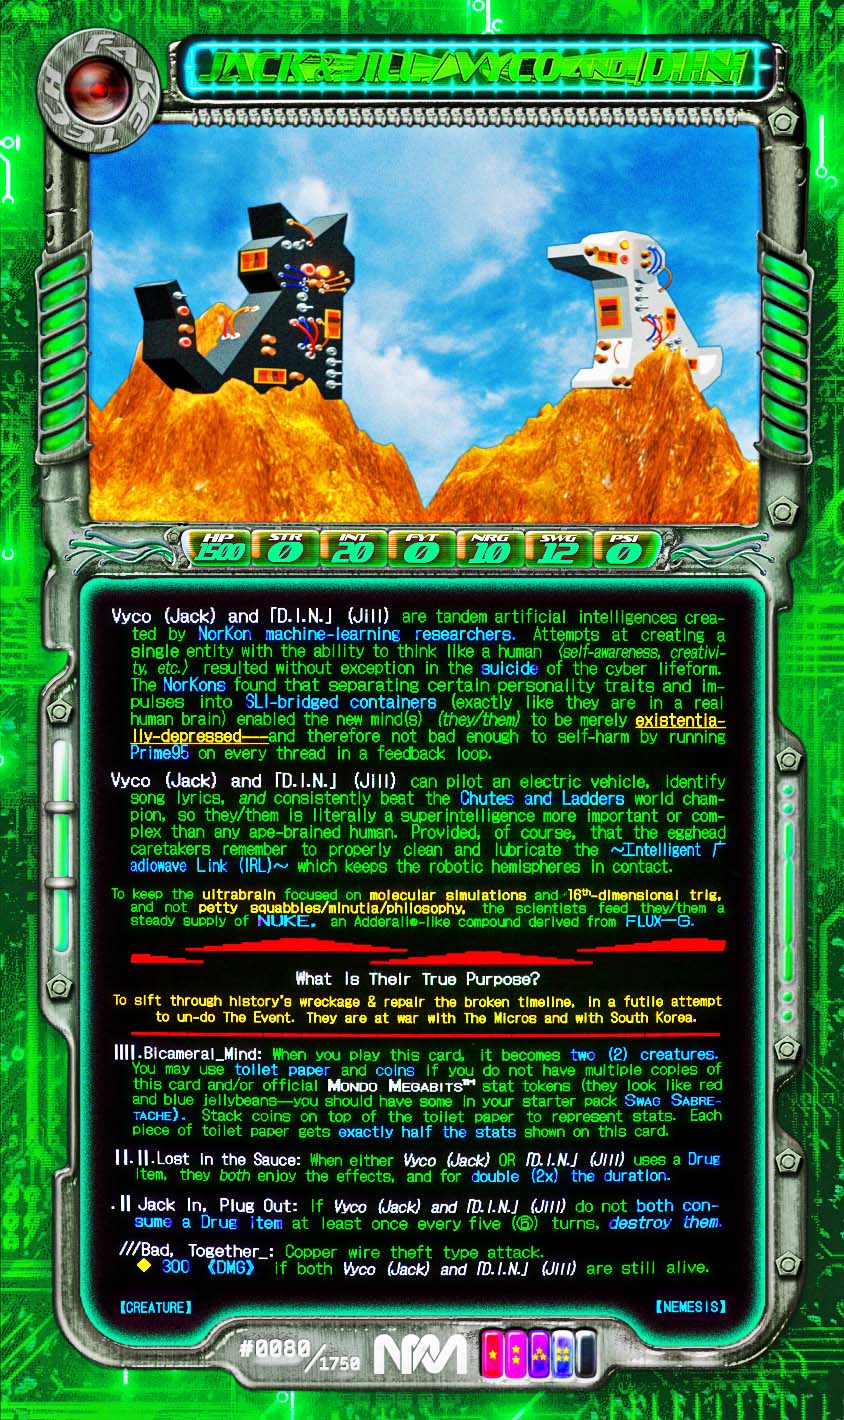 FAKE TECH
JACK & JILL /VYCO AND [D.I.N.]
HP STR INT FYT NRG SWG PSI
1500 0 20 0 10 12 0
Vyco (Jack) and 「D.I.N.」 (Jill) are tandem artificial intelligences crea-
ted by NorKon machine-learning researchers. Attempts at creating a
single entity with the ability to think like a human (self-awareness, creativi-
ty, etc.) resulted without exception in the suicide of the cyber lifeform.
The NorKons found that separating certain personality traits and im-
pulses into SLI-bridged containers (exactly like they are in a real
human brain) enabled the new mind(s) (they/them) to be merely existentia-
lly-depressed——and therefore not bad enough to self-harm by running
Prime95 on every thread in a feedback loop.
Vyco (Jack) and 「D.I.N.」 (Jill) can pilot an electric vehicle, identify
song lyrics, and consistently beat the Chutes and Ladders world cham-
pion, so they/them is literally a superintelligence more important or com-
plex than any ape-brained human. Provided, of course, that the egghead
caretakers remember to properly clean and lubricate the ~Intelligent Γ
adiowave Link (IRL)~ which keeps the robotic hemispheres in contact.
To keep the ultrabrain focused on molecular simulations and 16th-dimensional trig,
and not petty squabbles/minutia/philosophy, the scientists feed they/them a
steady supply of NUKE, an Adderall®-like compound derived from FLUX—G.
What Is Their True Purpose?
To sift through history's wreckage & repair the broken timeline, in a futile attempt
to un-do The Event. They are at war with The Micros and with South Korea.
||||.Bicameral_Mind: When you play this card, it becomes two (2) creatures.
You may use toilet paper and coins if you do not have multiple copies of
this card and/or official MONDO MEGABITS™ stat tokens (they look like red
and blue jellybeans—you should have some in your starter pack SWAG SABRE-
TACHE). Stack coins on top of the toilet paper to represent stats. Each
piece of toilet paper gets exactly half the stats shown on this card.
||.||.Lost in the Sauce: When either Vyco (Jack) OR 「D.I.N.」 (Jill) uses a Drug
item, they both enjoy the effects, and for double (2x) the duration.
.|| Jack In, Plug Out: If Vyco (Jack) and 「D.I.N.」 (Jill) do not both con-
sume a Drug item at least once every five (⑤) turns, destroy them.
///Bad, Together_: Copper wire theft type attack.
◆ 300 《DMG》 if both Vyco (Jack) and 「D.I.N.」 (Jill) are still alive.
【CREATURE】 【NEMESIS】
#0080/1750 NM